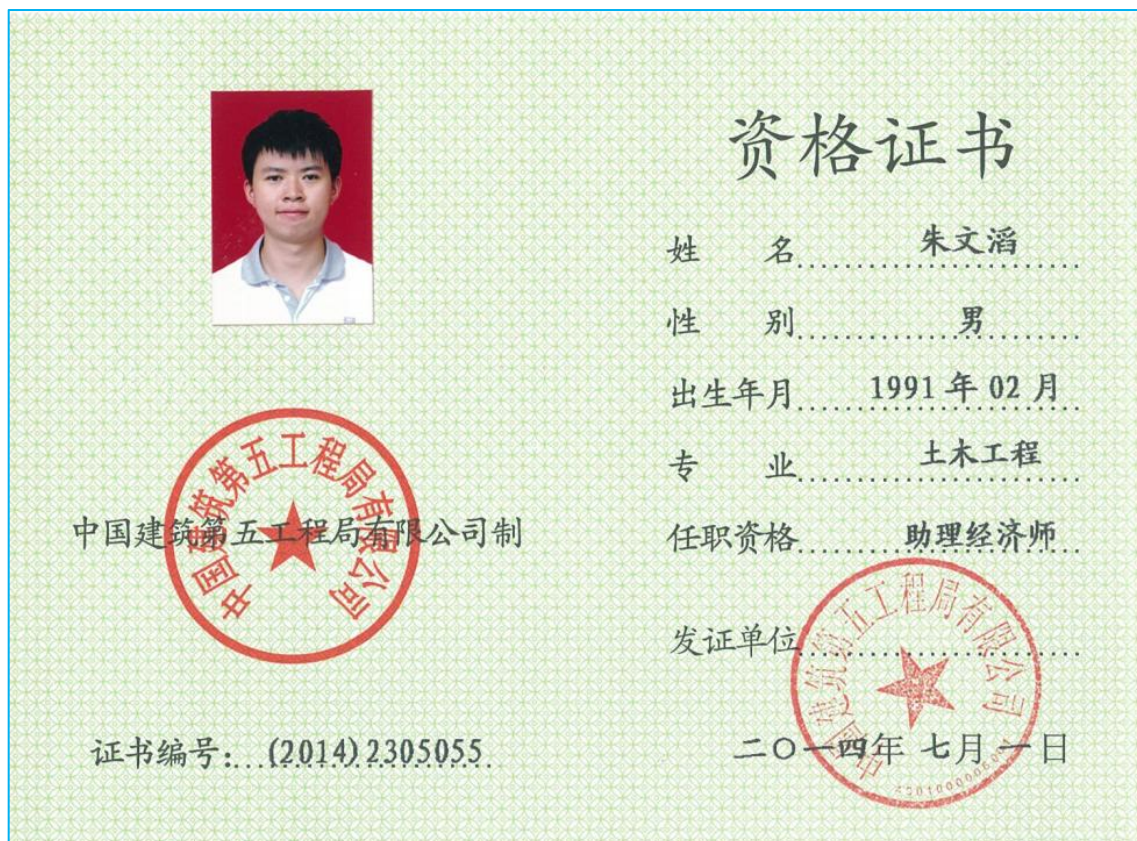 资格证书
姓 名 朱文滔
性 别 男
出生年月 1991 年 02 月
专 业 土木工程
任职资格 助理经济师
发证单位
中国建筑第五工程局有限公司
二〇一四年 七月 一日
中国建筑第五工程局有限公司
中国建筑第五工程局有限公司制
证书编号: (2014) 2305055